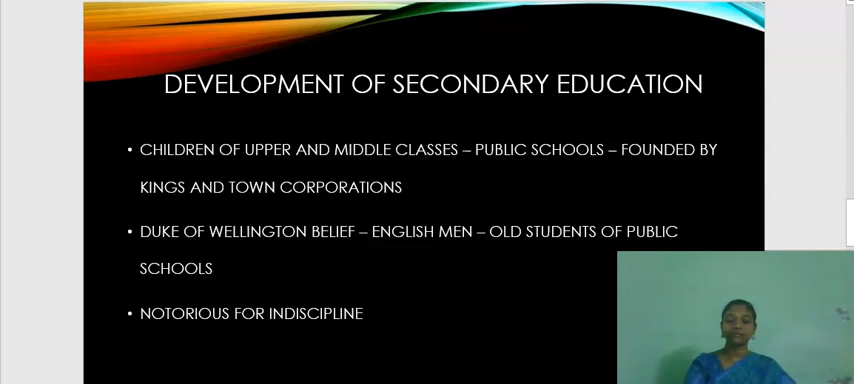 DEVELOPMENT OF SECONDARY EDUCATION
• CHILDREN OF UPPER AND MIDDLE CLASSES – PUBLIC SCHOOLS – FOUNDED BY
KINGS AND TOWN CORPORATIONS
• DUKE OF WELLINGTON BELIEF – ENGLISH MEN – OLD STUDENTS OF PUBLIC
SCHOOLS
• NOTORIOUS FOR INDISCIPLINE